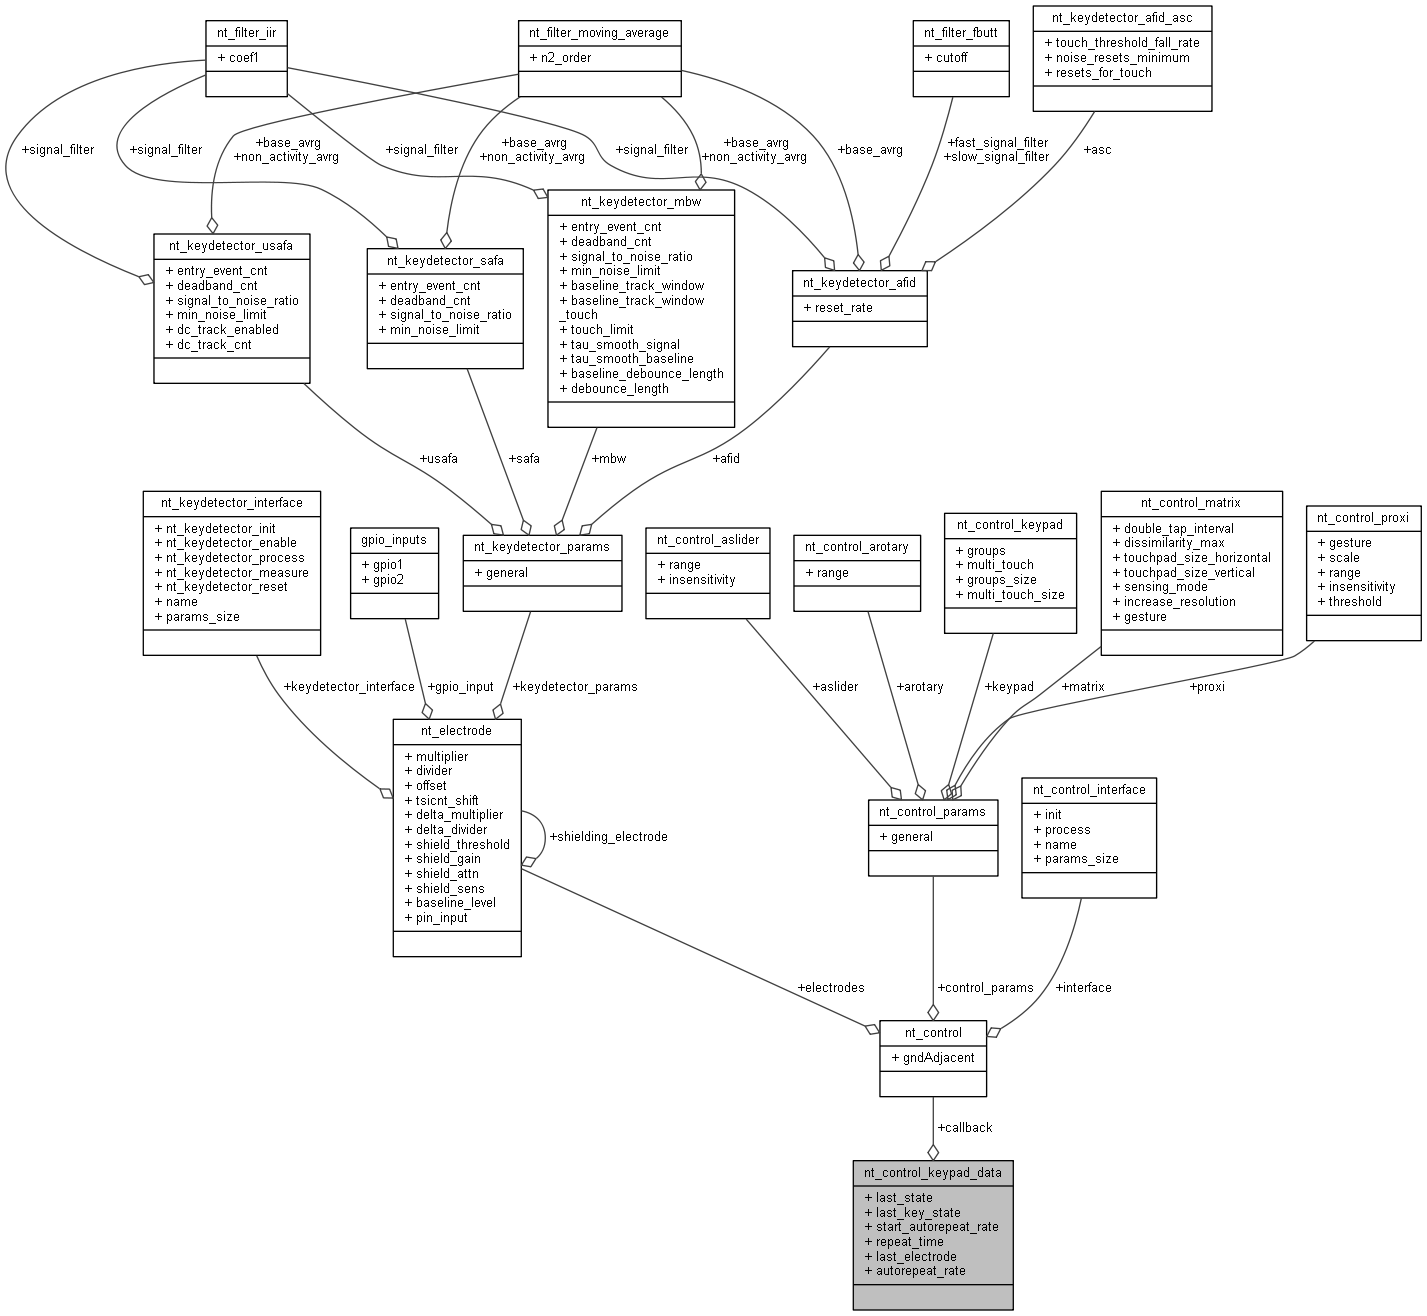 nt_filter_iir
+ coef1
nt_filter_moving_average
+ n2_order
nt_filter_fbutt
+ cutoff
nt_keydetector_afid_asc
+ touch_threshold_fall_rate
+ noise_resets_minimum
+ resets_for_touch
+signal_filter
+signal_filter
+base_avrg
+non_activity_avrg
+signal_filter
+base_avrg
+non_activity_avrg
+signal_filter
+base_avrg
+non_activity_avrg
+base_avrg
+fast_signal_filter
+slow_signal_filter
+asc
nt_keydetector_usafa
+ entry_event_cnt
+ deadband_cnt
+ signal_to_noise_ratio
+ min_noise_limit
+ dc_track_enabled
+ dc_track_cnt
nt_keydetector_safa
+ entry_event_cnt
+ deadband_cnt
+ signal_to_noise_ratio
+ min_noise_limit
nt_keydetector_mbw
+ entry_event_cnt
+ deadband_cnt
+ signal_to_noise_ratio
+ min_noise_limit
+ baseline_track_window
+ baseline_track_window
_touch
+ touch_limit
+ tau_smooth_signal
+ tau_smooth_baseline
+ baseline_debounce_length
+ debounce_length
nt_keydetector_afid
+ reset_rate
+usafa
+safa
+mbw
+afid
nt_keydetector_interface
+ nt_keydetector_init
+ nt_keydetector_enable
+ nt_keydetector_process
+ nt_keydetector_measure
+ nt_keydetector_reset
+ name
+ params_size
gpio_inputs
+ gpio1
+ gpio2
nt_keydetector_params
+ general
nt_control_aslider
+ range
+ insensitivity
nt_control_arotary
+ range
nt_control_keypad
+ groups
+ multi_touch
+ groups_size
+ multi_touch_size
nt_control_matrix
+ double_tap_interval
+ dissimilarity_max
+ touchpad_size_horizontal
+ touchpad_size_vertical
+ sensing_mode
+ increase_resolution
+ gesture
nt_control_proxi
+ gesture
+ scale
+ range
+ insensitivity
+ threshold
+keydetector_interface
+gpio_input
+keydetector_params
+aslider
+arotary
+keypad
+matrix
+proxi
nt_electrode
+ multiplier
+ divider
+ offset
+ tsicnt_shift
+ delta_multiplier
+ delta_divider
+ shield_threshold
+ shield_gain
+ shield_attn
+ shield_sens
+ baseline_level
+ pin_input
+shielding_electrode
nt_control_params
+ general
nt_control_interface
+ init
+ process
+ name
+ params_size
+electrodes
+control_params
+interface
nt_control
+ gndAdjacent
+callback
nt_control_keypad_data
+ last_state
+ last_key_state
+ start_autorepeat_rate
+ repeat_time
+ last_electrode
+ autorepeat_rate